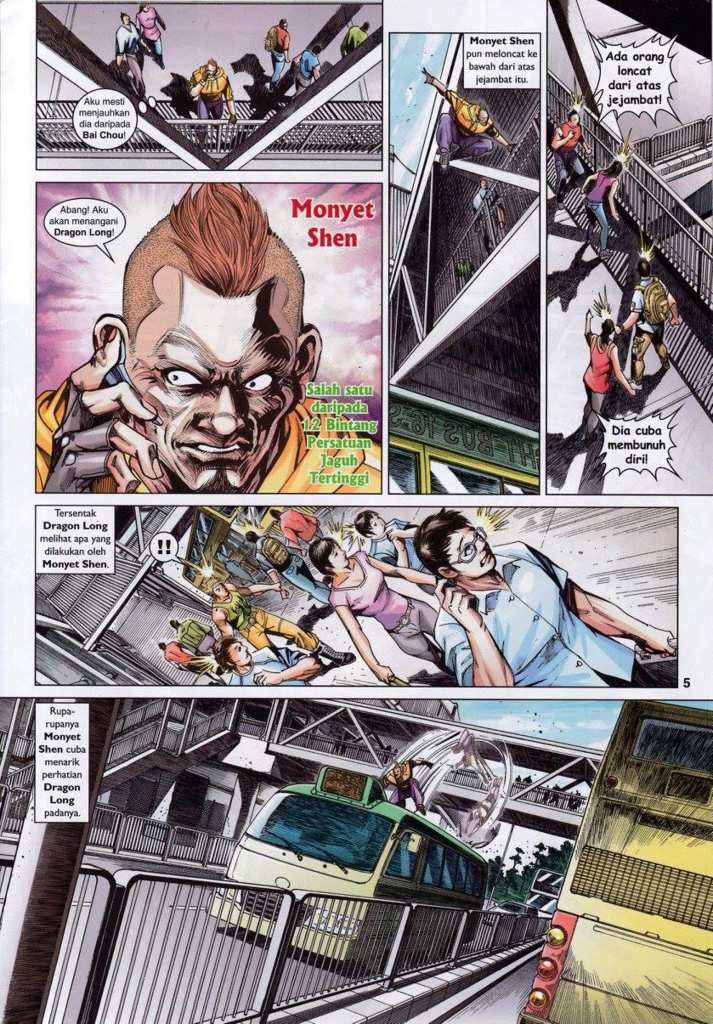 Aku mesti
menjauhkan
dia daripada
Bai Chou!
Monyet Shen
pun meloncat ke
bawah dari atas
jejambat itu.
Ada orang
loncat
dari atas
jejambat!
Abang! Aku
akan menangani
Dragon Long!
Monyet
Shen
Salah satu
daripada
12 Bintang
Persatuan
Jaguh
Tertinggi
Dia cuba
membunuh
diri!
Tersentak
Dragon Long
melihat apa yang
dilakukan oleh
Monyet Shen.
!!
5
Rupa-
rupanya
Monyet
Shen cuba
menarik
perhatian
Dragon
Long
padanya.